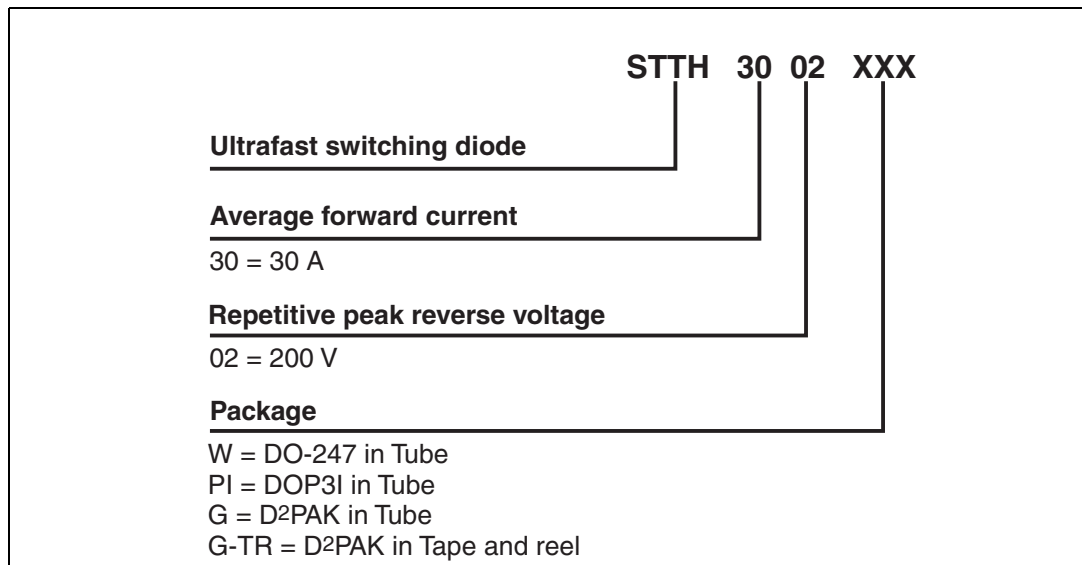 STTH 30 02 XXX
Ultrafast switching diode
Average forward current
30 = 30 A
Repetitive peak reverse voltage
02 = 200 V
Package
W = DO-247 in Tube
PI = DOP3I in Tube
G = D2PAK in Tube
G-TR = D2PAK in Tape and reel